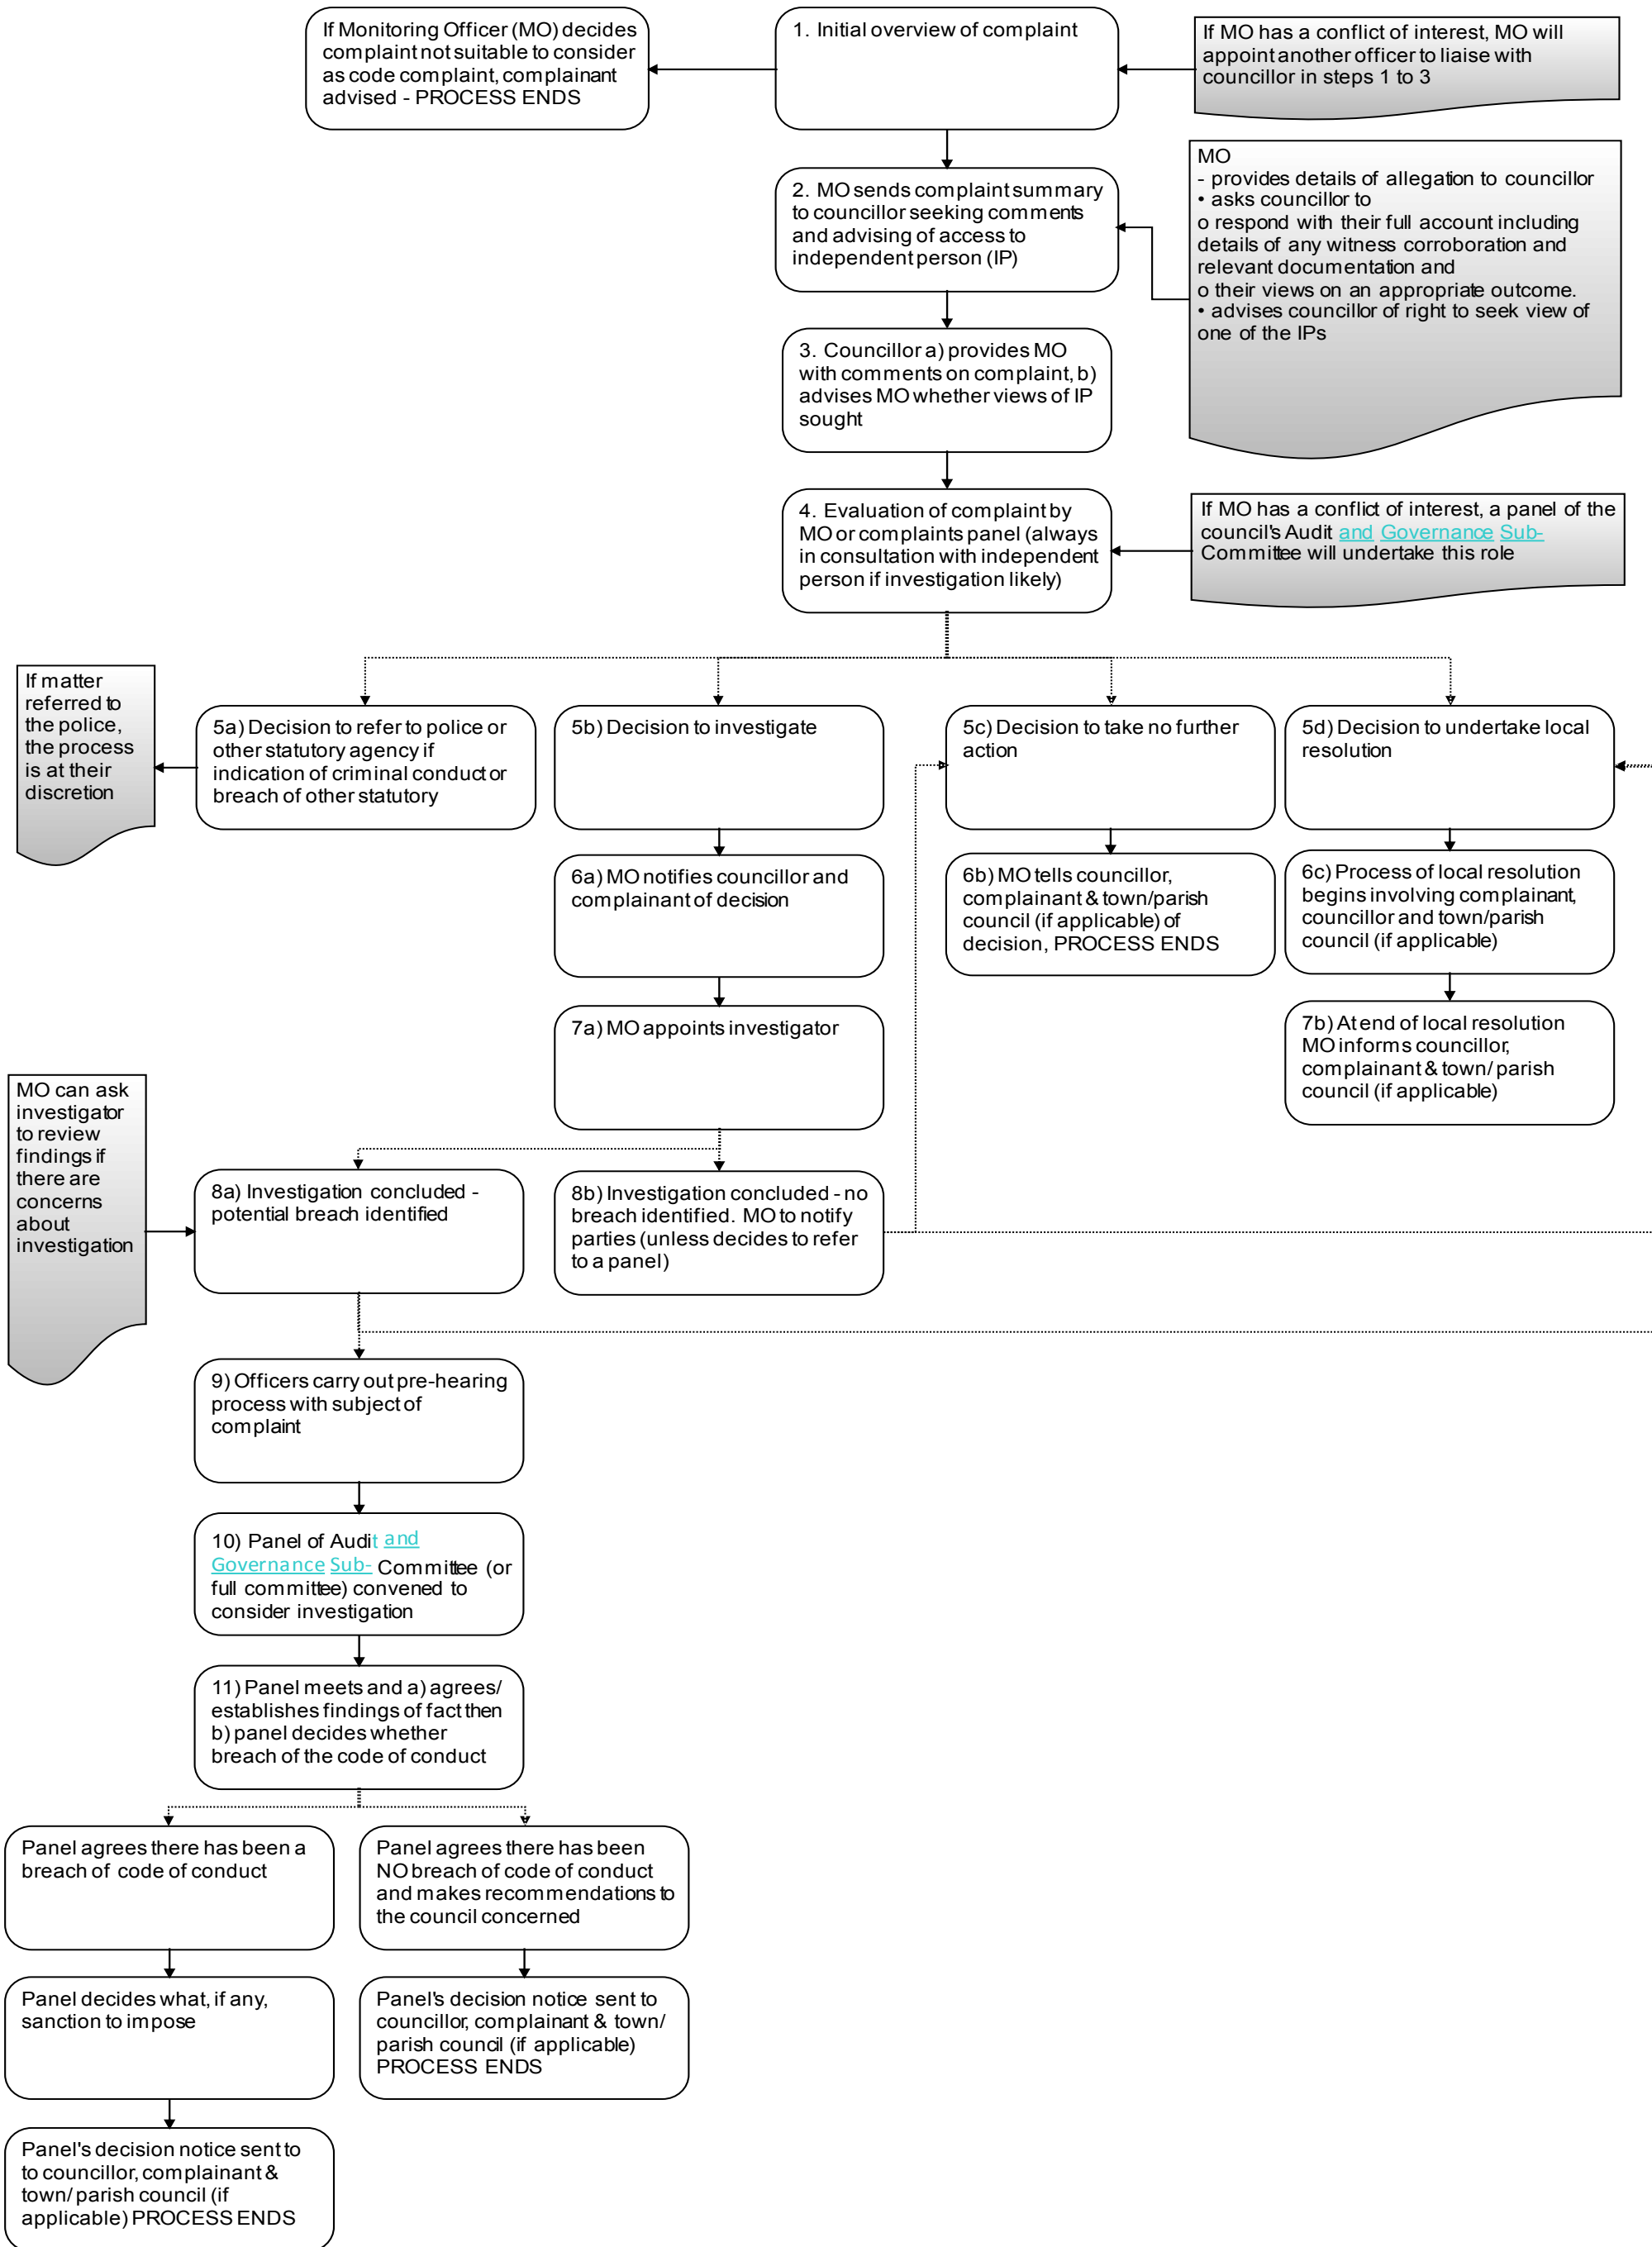 If Monitoring Officer (MO) decides
complaint not suitable to consider
as code complaint, complainant
advised - PROCESS ENDS
1. Initial overview of complaint
If MO has a conflict of interest, MO will
appoint another officer to liaise with
councillor in steps 1 to 3
2. MO sends complaint summary
to councillor seeking comments
and advising of access to
independent person (IP)
MO
- provides details of allegation to councillor
• asks councillor to
o respond with their full account including
details of any witness corroboration and
relevant documentation and
o their views on an appropriate outcome.
• advises councillor of right to seek view of
one of the IPs
3. Councillor a) provides MO
with comments on complaint, b)
advises MO whether views of IP
sought
4. Evaluation of complaint by
MO or complaints panel (always
in consultation with independent
person if investigation likely)
If MO has a conflict of interest, a panel of the
council's Audit and Governance Sub-
Committee will undertake this role
If matter
referred to
the police,
the process
is at their
discretion
5a) Decision to refer to police or
other statutory agency if
indication of criminal conduct or
breach of other statutory
5b) Decision to investigate
5c) Decision to take no further
action
5d) Decision to undertake local
resolution
6a) MO notifies councillor and
complainant of decision
6b) MO tells councillor,
complainant & town/parish
council (if applicable) of
decision, PROCESS ENDS
6c) Process of local resolution
begins involving complainant,
councillor and town/parish
council (if applicable)
7a) MO appoints investigator
7b) At end of local resolution
MO informs councillor,
complainant & town/ parish
council (if applicable)
MO can ask
investigator
to review
findings if
there are
concerns
about
investigation
8a) Investigation concluded -
potential breach identified
8b) Investigation concluded - no
breach identified. MO to notify
parties (unless decides to refer
to a panel)
9) Officers carry out pre-hearing
process with subject of
complaint
10) Panel of Audit and
Governance Sub- Committee (or
full committee) convened to
consider investigation
11) Panel meets and a) agrees/
establishes findings of fact then
b) panel decides whether
breach of the code of conduct
Panel agrees there has been a
breach of code of conduct
Panel agrees there has been
NO breach of code of conduct
and makes recommendations to
the council concerned
Panel decides what, if any,
sanction to impose
Panel's decision notice sent to
councillor, complainant & town/
parish council (if applicable)
PROCESS ENDS
Panel's decision notice sent to
to councillor, complainant &
town/ parish council (if
applicable) PROCESS ENDS